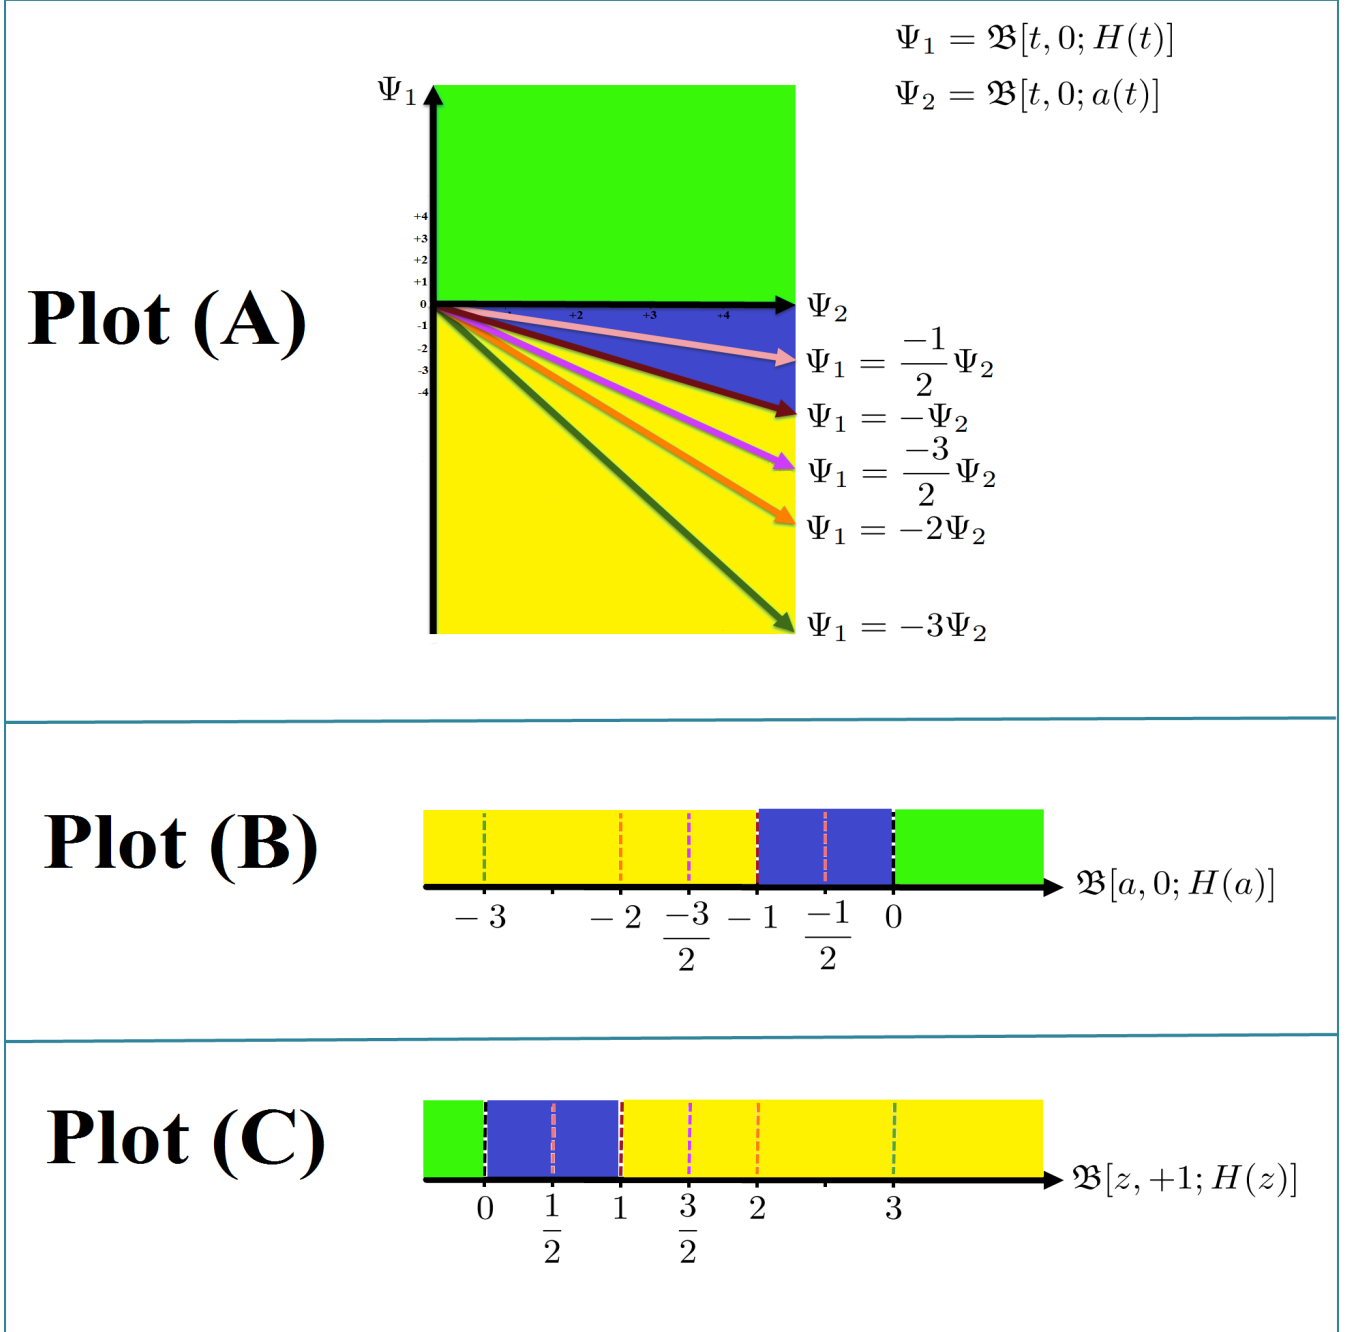 Ψ₁ = 𝔅[t, 0; H(t)]
Ψ₂ = 𝔅[t, 0; a(t)]
Ψ₁
+4
+3
+2
+1
0
-1
-2
-3
-4
+2 +3 +4
Plot (A)
Ψ₂
Ψ₁ = -1/2 Ψ₂
Ψ₁ = −Ψ₂
Ψ₁ = -3/2 Ψ₂
Ψ₁ = −2Ψ₂
Ψ₁ = −3Ψ₂
Plot (B)
𝔅[a, 0; H(a)]
-3 -2 -3/2 -1 -1/2 0
Plot (C)
𝔅[z, +1; H(z)]
0 1/2 1 3/2 2 3